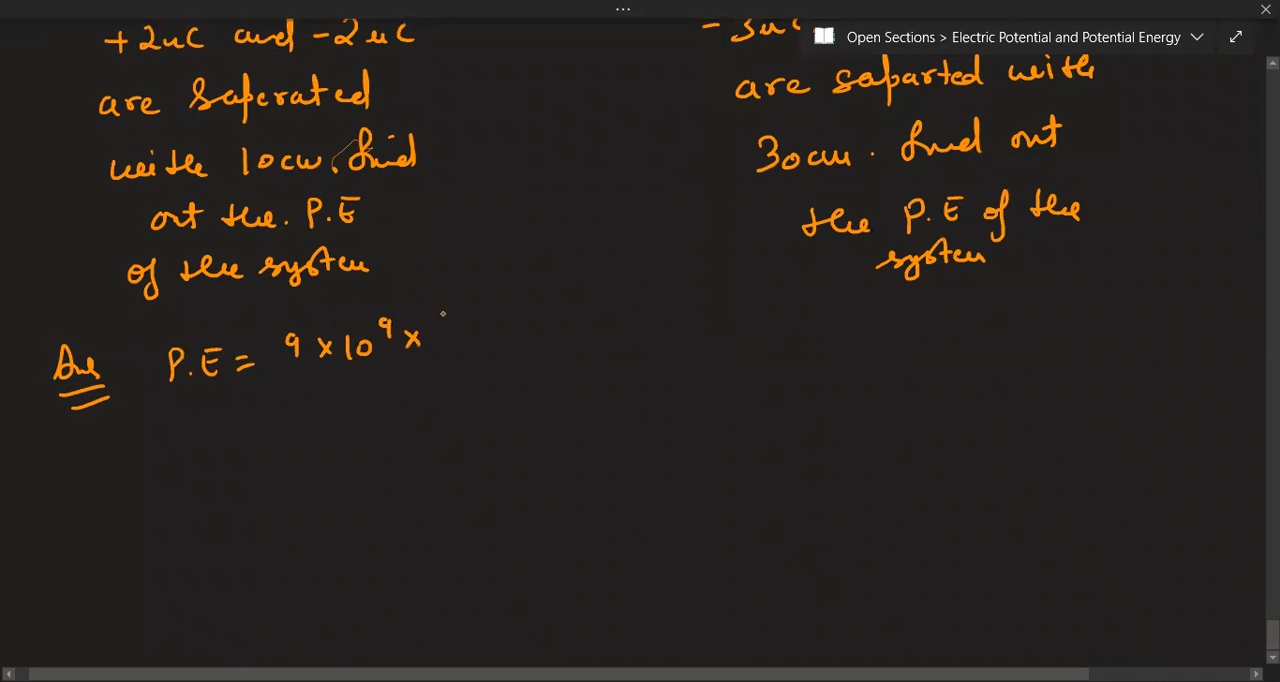 ...
Open Sections > Electric Potential and Potential Energy
+2uc and -2uc
are Saperated
with 10cm. find
out the. P.E
of the system
Ans P.E = 9 x 10^9 x
-3uc
are saparted with
30cm. find out
the P.E of the
system